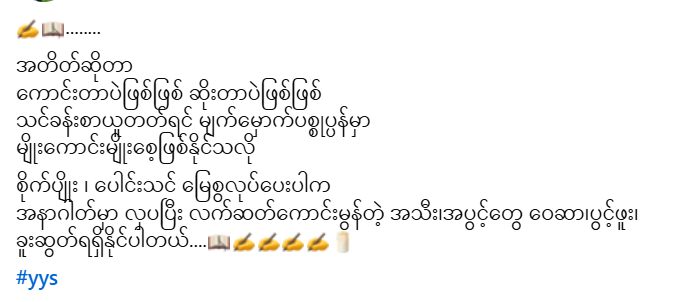 ✍️📖........
အတိတ်ဆိုတာ
ကောင်းတာပဲဖြစ်ဖြစ် ဆိုးတာပဲဖြစ်ဖြစ်
သင်ခန်းစာယူတတ်ရင် မျက်မှောက်ပစ္စုပ္ပန်မှာ
မျိုးကောင်းမျိုးစေ့ဖြစ်နိုင်သလို
စိုက်ပျိုး ၊ ပေါင်းသင် မြေစွလုပ်ပေးပါက
အနာဂါတ်မှာ လှပပြီး လက်ဆတ်ကောင်းမွန်တဲ့ အသီး၊အပွင့်တွေ ဝေဆာ၊ပွင့်ဖူး၊
ခူးဆွတ်ရရှိနိုင်ပါတယ်....📖✍️✍️✍️✍️🕯️
#yys